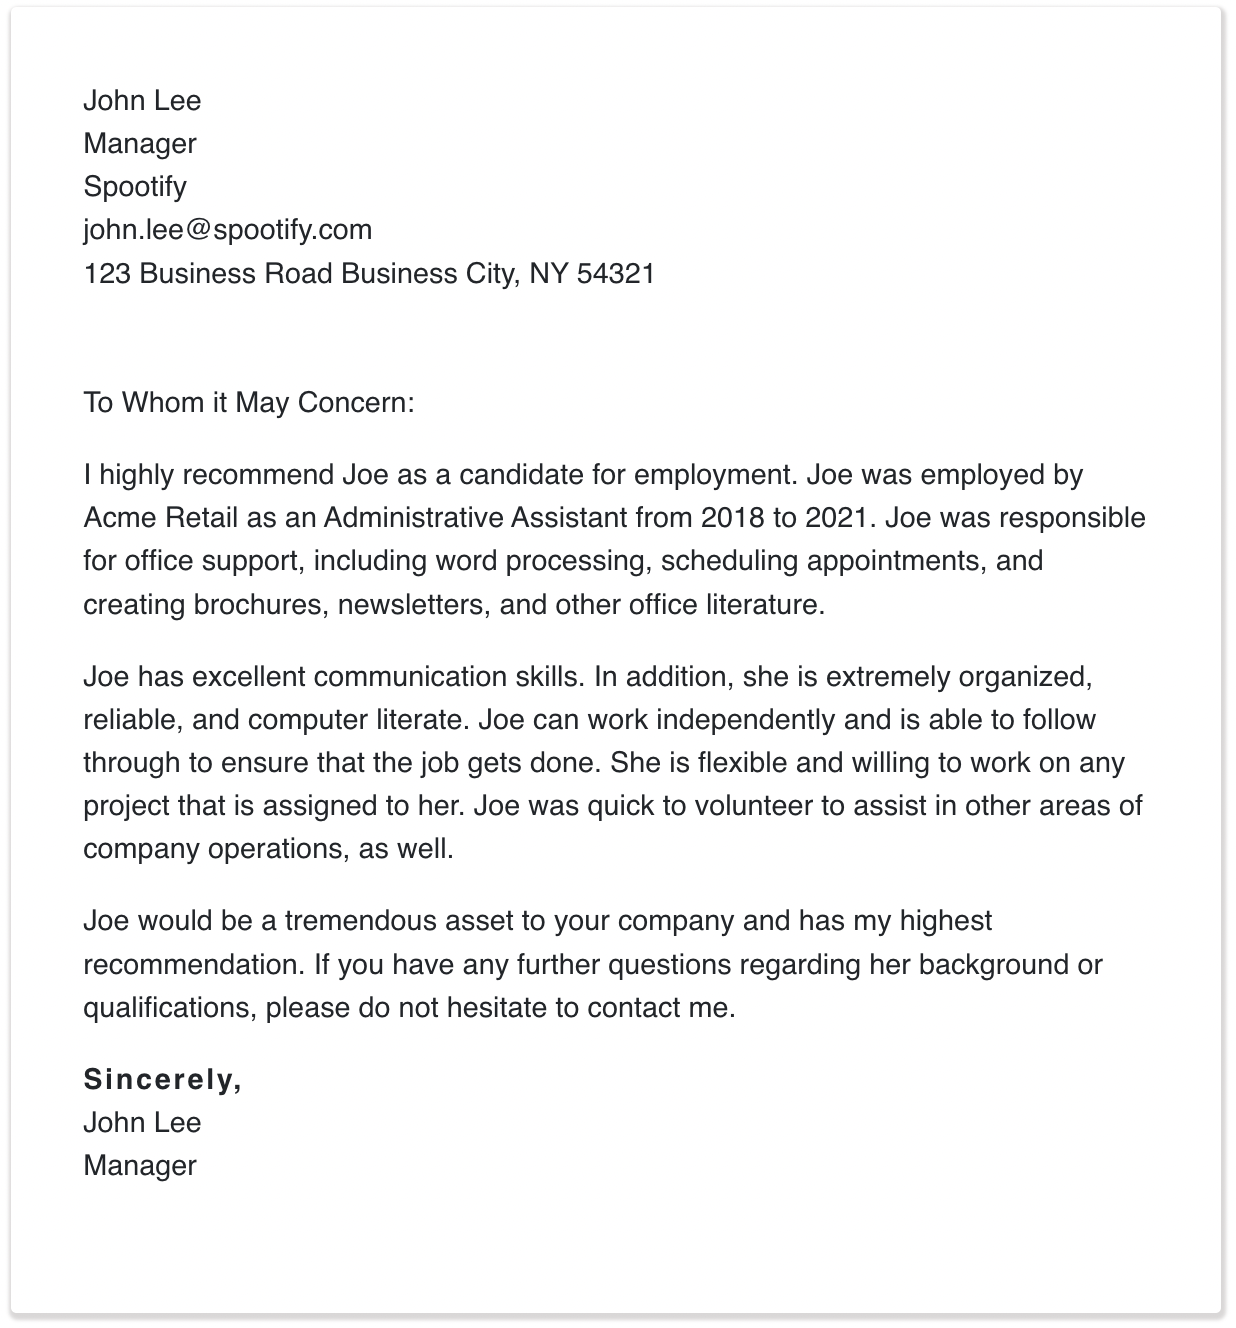 John Lee
Manager
Spootify
john.lee@spootify.com
123 Business Road Business City, NY 54321
To Whom it May Concern:
I highly recommend Joe as a candidate for employment. Joe was employed by
Acme Retail as an Administrative Assistant from 2018 to 2021. Joe was responsible
for office support, including word processing, scheduling appointments, and
creating brochures, newsletters, and other office literature.
Joe has excellent communication skills. In addition, she is extremely organized,
reliable, and computer literate. Joe can work independently and is able to follow
through to ensure that the job gets done. She is flexible and willing to work on any
project that is assigned to her. Joe was quick to volunteer to assist in other areas of
company operations, as well.
Joe would be a tremendous asset to your company and has my highest
recommendation. If you have any further questions regarding her background or
qualifications, please do not hesitate to contact me.
Sincerely,
John Lee
Manager